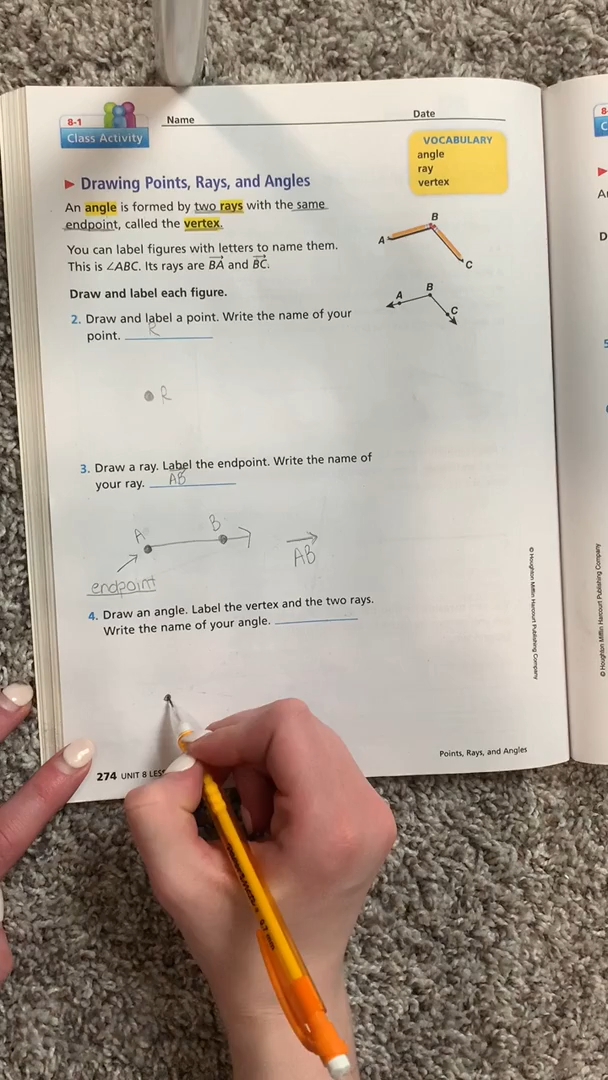 8-1
Class Activity
Name
Date
VOCABULARY
angle
ray
vertex
► Drawing Points, Rays, and Angles
An angle is formed by two rays with the same
endpoint, called the vertex.
You can label figures with letters to name them.
This is ∠ABC. Its rays are BA and BC.
A
B
C
Draw and label each figure.
A
B
C
2. Draw and label a point. Write the name of your
point. R
R
3. Draw a ray. Label the endpoint. Write the name of
your ray. AB
A
B
AB
endpoint
4. Draw an angle. Label the vertex and the two rays.
Write the name of your angle.
274 UNIT 8
Points, Rays, and Angles
© Houghton Mifflin Harcourt Publishing Company
© Houghton Mifflin Harcourt Publishing Company